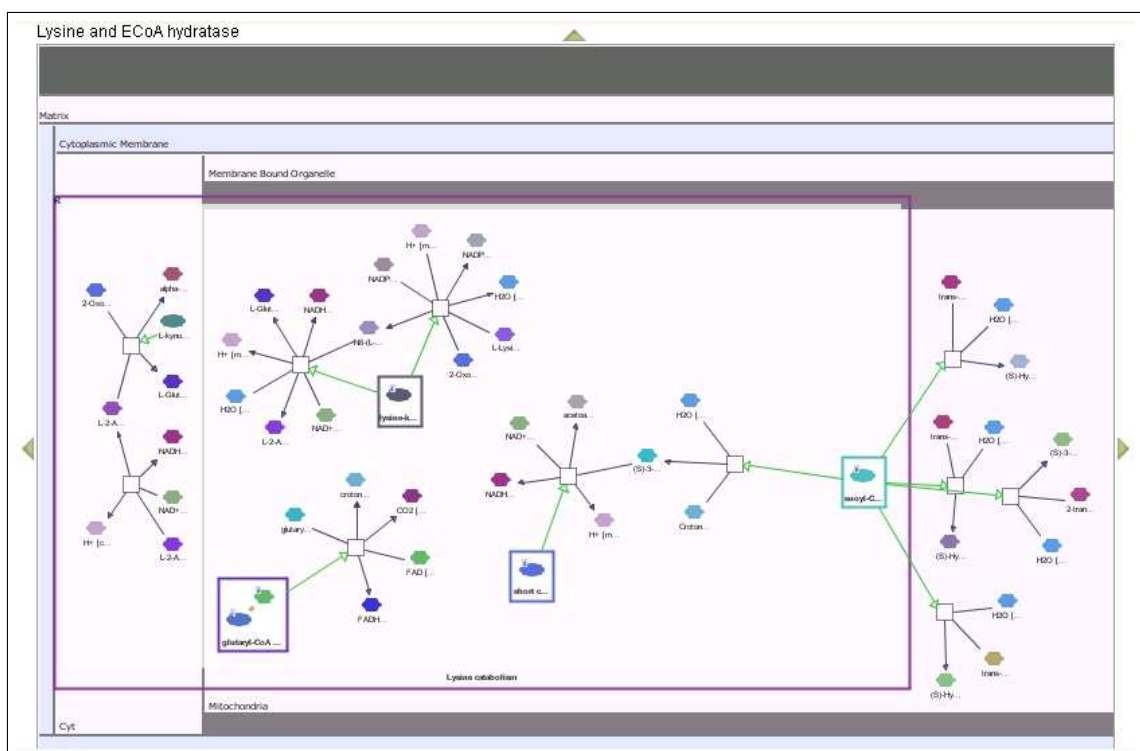 Lysine and ECoA hydratase
Matrix
Cytoplasmic Membrane
Membrane Bound Organelle
R
H+ [m...
NADP...
NADP...
alpha-...
2-Oxo...
L-kynu...
L-Glut...
L-Glut...
NADH...
H2O [...
H+ [m...
N6-(L-...
L-Lysi...
2-Oxo...
trans-...
H2O [...
(S)-Hy...
H2O [...
L-2-A...
NAD+...
lysine-k...
L-2-A...
acetoa...
H2O [...
NAD+...
NADH...
(S)-3-...
NADH...
H+ [m...
Croton...
trans-...
H2O [...
(S)-3-...
2-tran...
(S)-Hy...
H2O [...
NAD+...
H+ [c...
L-2-A...
croton...
CO2 [...
glutary...
FAD [...
FADH...
glutaryl-CoA ...
short c...
H2O [...
trans-...
(S)-Hy...
Lysine catabolism
Mitochondria
Cyt